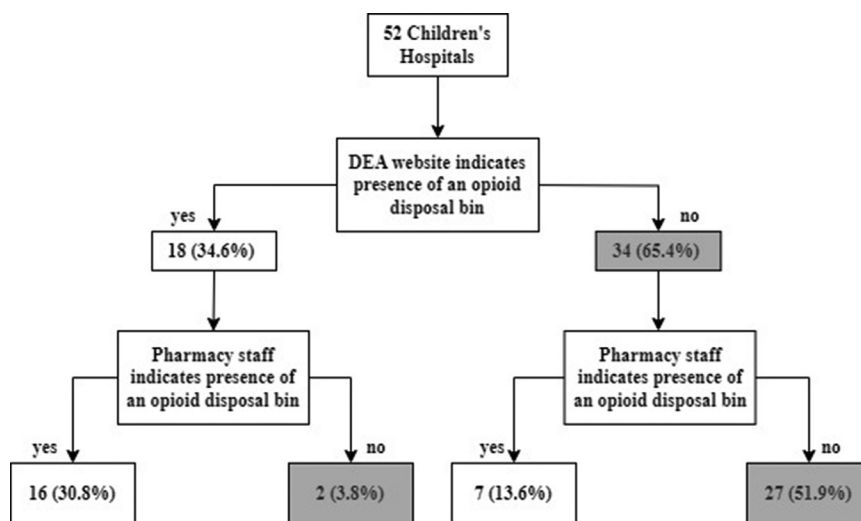 52 Children's
Hospitals
DEA website indicates
presence of an opioid
disposal bin
yes
no
18 (34.6%)
34 (65.4%)
Pharmacy staff
indicates presence of
an opioid disposal bin
Pharmacy staff
indicates presence of
an opioid disposal bin
yes
no
yes
no
16 (30.8%)
2 (3.8%)
7 (13.6%)
27 (51.9%)